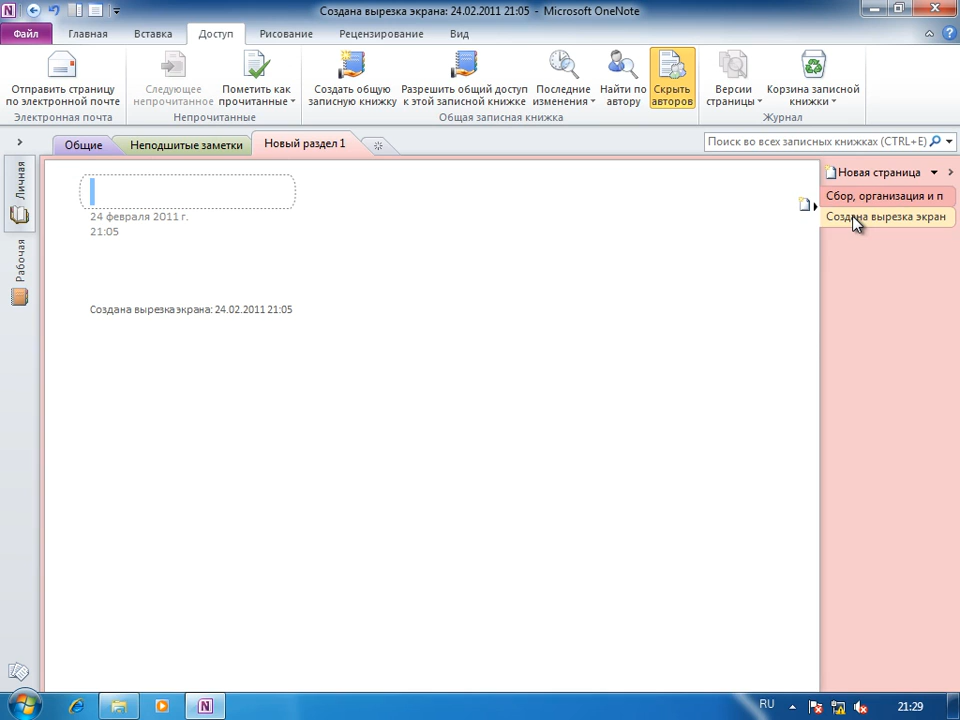 Создана вырезка экрана: 24.02.2011 21:05 - Microsoft OneNote
Файл Главная Вставка Доступ Рисование Рецензирование Вид
Отправить страницу по электронной почте
Следующее непрочитанное
Пометить как прочитанные
Создать общую записную книжку
Разрешить общий доступ к этой записной книжке
Последние изменения
Найти по автору
Скрыть авторов
Версии страницы
Корзина записной книжки
Электронная почта Непрочитанные Общая записная книжка Журнал
Общие Неподшитые заметки Новый раздел 1
Поиск во всех записных книжках (CTRL+E)
Личная
Рабочая
Новая страница
Сбор, организация и п
Создана вырезка экран
24 февраля 2011 г.
21:05
Создана вырезка экрана: 24.02.2011 21:05
RU
21:29